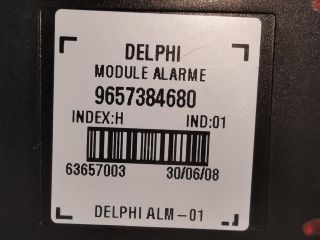 DELPHI
MODULE ALARME
9657384680
INDEX:H IND:01
63657003 30/06/08
DELPHI ALM-01